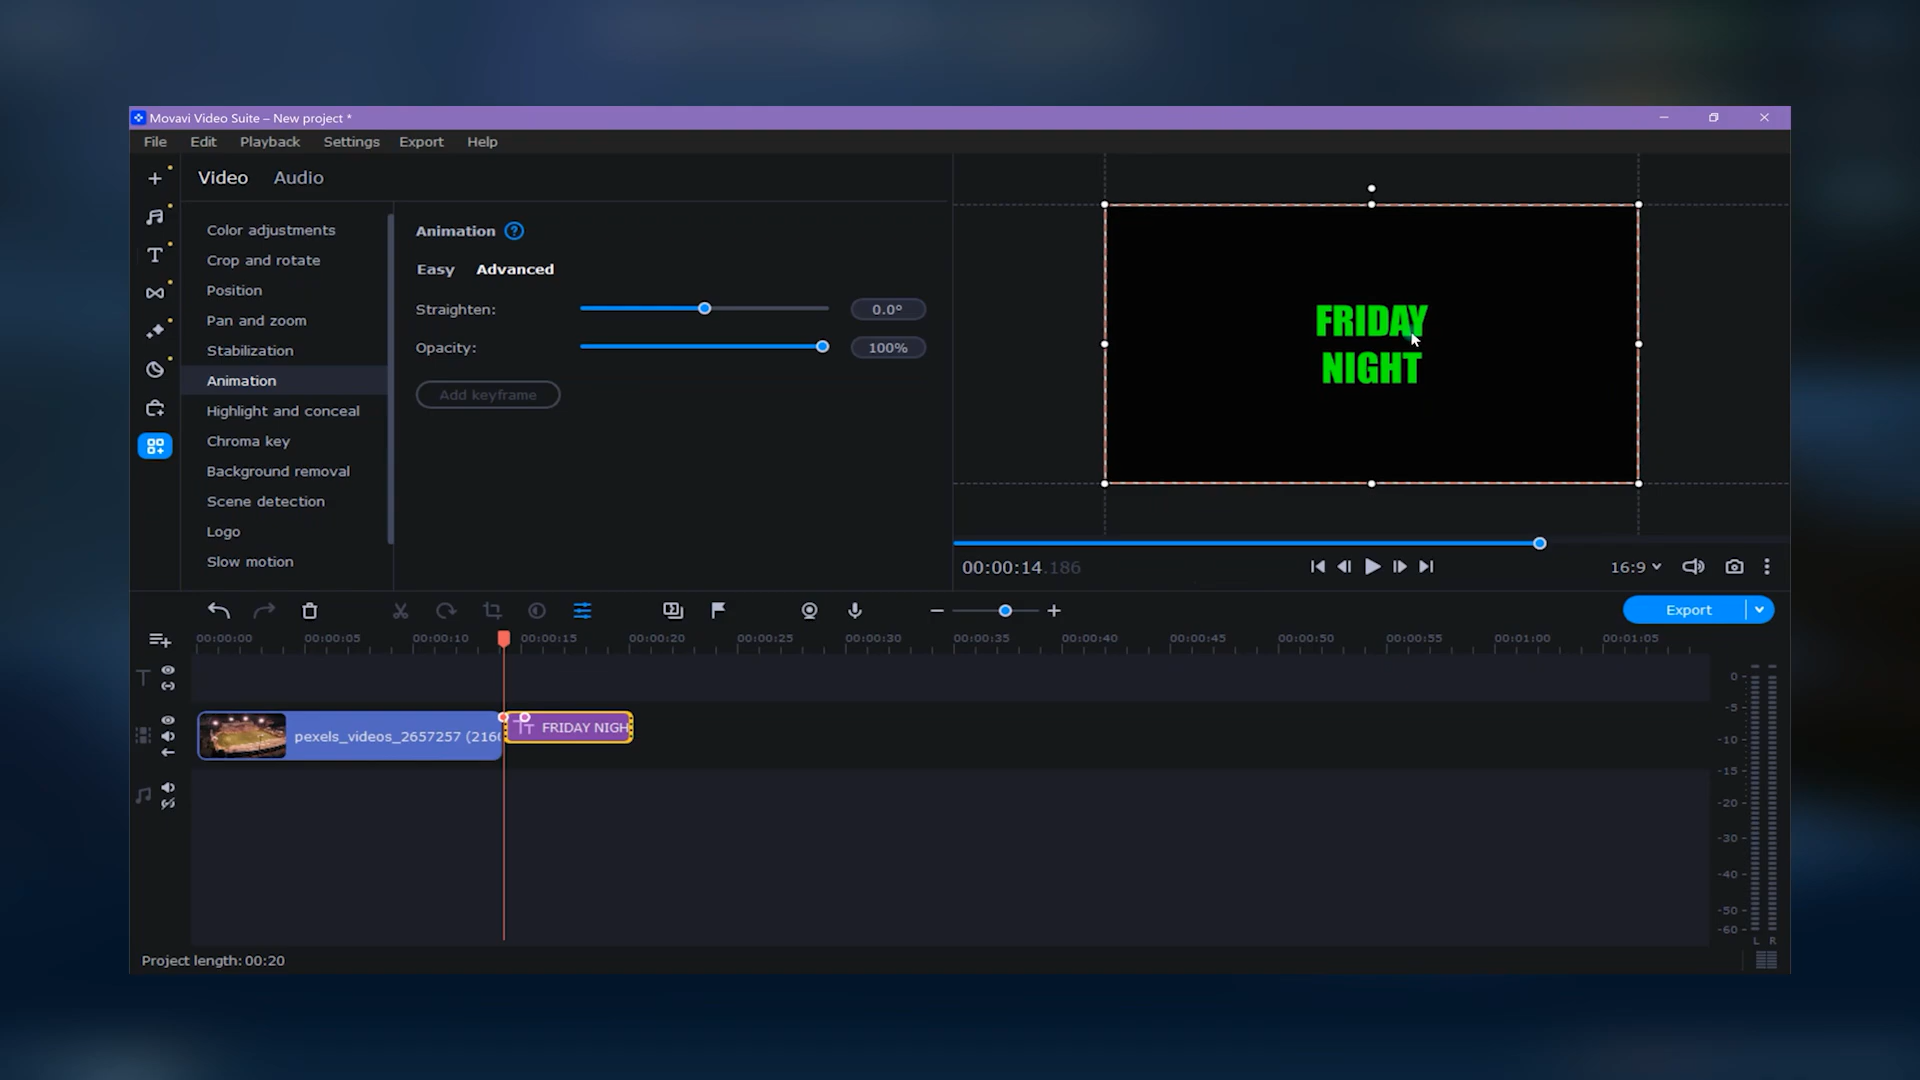 Movavi Video Suite – New project *
File Edit Playback Settings Export Help
Video Audio
Color adjustments
Crop and rotate
Position
Pan and zoom
Stabilization
Animation
Highlight and conceal
Chroma key
Background removal
Scene detection
Logo
Slow motion
Animation ?
Easy Advanced
Straighten: 0.0°
Opacity: 100%
Add keyframe
FRIDAY
NIGHT
00:00:14.186
16:9
Export
00:00:00 00:00:05 00:00:10 00:00:15 00:00:20 00:00:25 00:00:30 00:00:35 00:00:40 00:00:45 00:00:50 00:00:55 00:01:00 00:01:05
pexels_videos_2657257 (216
FRIDAY NIGH
0
-5
-10
-15
-20
-30
-40
-50
-60
L R
Project length: 00:20